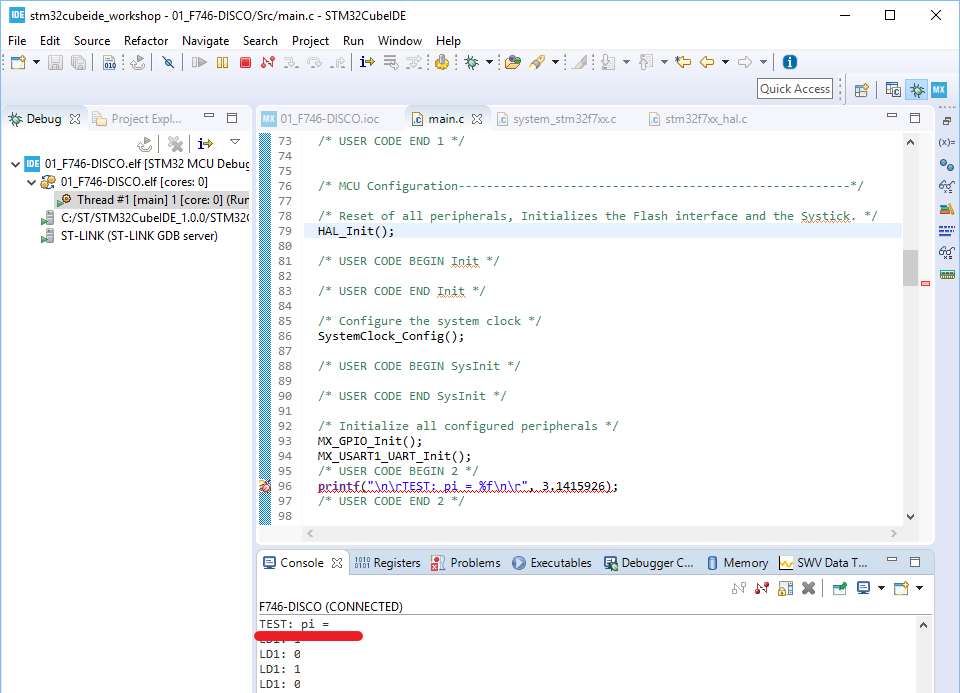 IDE stm32cubeide_workshop - 01_F746-DISCO/Src/main.c - STM32CubeIDE
File Edit Source Refactor Navigate Search Project Run Window Help
Quick Access
Debug Project Expl...
IDE 01_F746-DISCO.elf [STM32 MCU Debug
01_F746-DISCO.elf [cores: 0]
Thread #1 [main] 1 [core: 0] (Run
C:/ST/STM32CubeIDE_1.0.0/STM32C
ST-LINK (ST-LINK GDB server)
MX 01_F746-DISCO.ioc main.c system_stm32f7xx.c stm32f7xx_hal.c
73 /* USER CODE END 1 */
74
75
76 /* MCU Configuration--------------------------------------------------------*/
77
78 /* Reset of all peripherals, Initializes the Flash interface and the Systick. */
79 HAL_Init();
80
81 /* USER CODE BEGIN Init */
82
83 /* USER CODE END Init */
84
85 /* Configure the system clock */
86 SystemClock_Config();
87
88 /* USER CODE BEGIN SysInit */
89
90 /* USER CODE END SysInit */
91
92 /* Initialize all configured peripherals */
93 MX_GPIO_Init();
94 MX_USART1_UART_Init();
95 /* USER CODE BEGIN 2 */
96 printf("\n\rTEST: pi = %f\n\r", 3.1415926);
97 /* USER CODE END 2 */
98
Console Registers Problems Executables Debugger C... Memory SWV Data T...
F746-DISCO (CONNECTED)
TEST: pi =
LD1: 1
LD1: 0
LD1: 1
LD1: 0